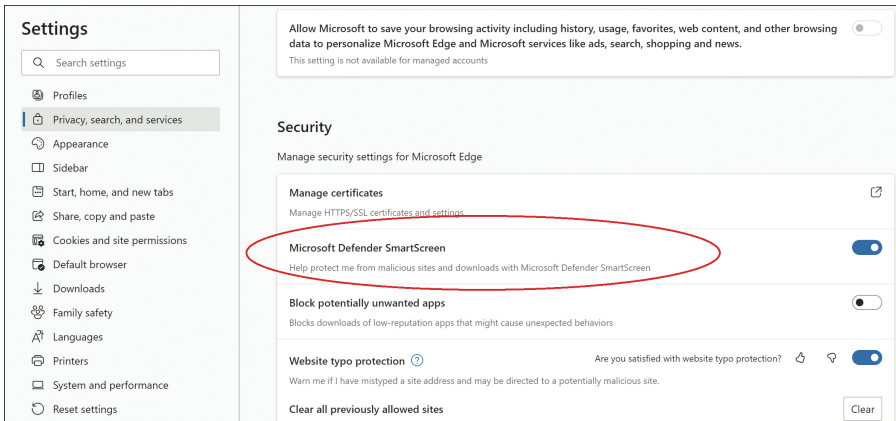 Settings
Search settings
Profiles
Privacy, search, and services
Appearance
Sidebar
Start, home, and new tabs
Share, copy and paste
Cookies and site permissions
Default browser
Downloads
Family safety
Languages
Printers
System and performance
Reset settings
Allow Microsoft to save your browsing activity including history, usage, favorites, web content, and other browsing
data to personalize Microsoft Edge and Microsoft services like ads, search, shopping and news.
This setting is not available for managed accounts
Security
Manage security settings for Microsoft Edge
Manage certificates
Manage HTTPS/SSL certificates and settings
Microsoft Defender SmartScreen
Help protect me from malicious sites and downloads with Microsoft Defender SmartScreen
Block potentially unwanted apps
Blocks downloads of low-reputation apps that might cause unexpected behaviors
Website typo protection ? Are you satisfied with website typo protection?
Warn me if I have mistyped a site address and may be directed to a potentially malicious site.
Clear all previously allowed sites Clear